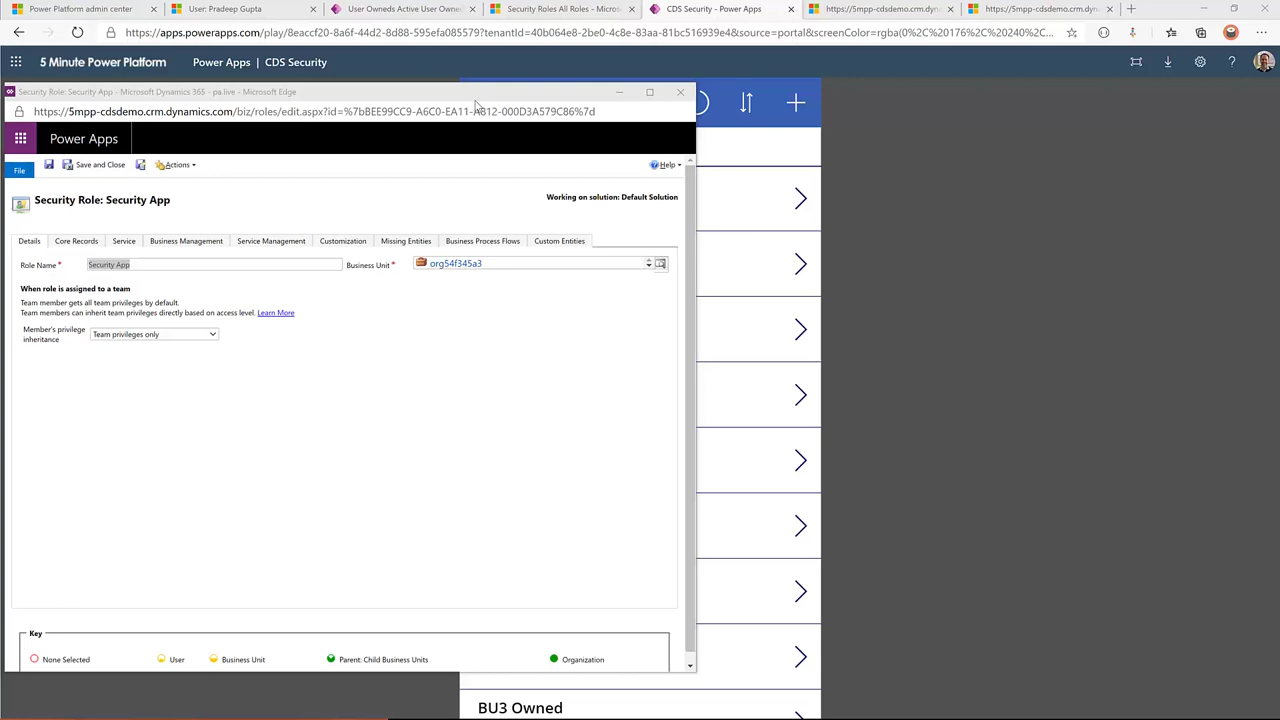 Power Platform admin center
User: Pradeep Gupta
User Owneds Active User Owne
Security Roles All Roles - Micros
CDS Security - Power Apps
https://5mpp-cdsdemo.crm.dyn
https://5mpp-cdsdemo.crm.dyn
https://apps.powerapps.com/play/8eaccf20-8a6f-44d2-8d88-595efa085579?tenantId=40b064e8-2be0-4c8e-83aa-81bc516939e4&source=portal&screenColor=rgba(0%2C%20176%2C%20240%2C...
5 Minute Power Platform
Power Apps | CDS Security
Security Role: Security App - Microsoft Dynamics 365 - pa.live - Microsoft Edge
https://5mpp-cdsdemo.crm.dynamics.com/biz/roles/edit.aspx?id=%7bBEE99CC9-A6C0-EA11-A812-000D3A579C86%7d
Power Apps
File
Save and Close
Actions
Help
Security Role: Security App
Working on solution: Default Solution
Details
Core Records
Service
Business Management
Service Management
Customization
Missing Entities
Business Process Flows
Custom Entities
Role Name*
Security App
Business Unit*
org54f345a3
When role is assigned to a team
Team member gets all team privileges by default.
Team members can inherit team privileges directly based on access level. Learn More
Member's privilege
inheritance
Team privileges only
Key
None Selected
User
Business Unit
Parent: Child Business Units
Organization
BU3 Owned